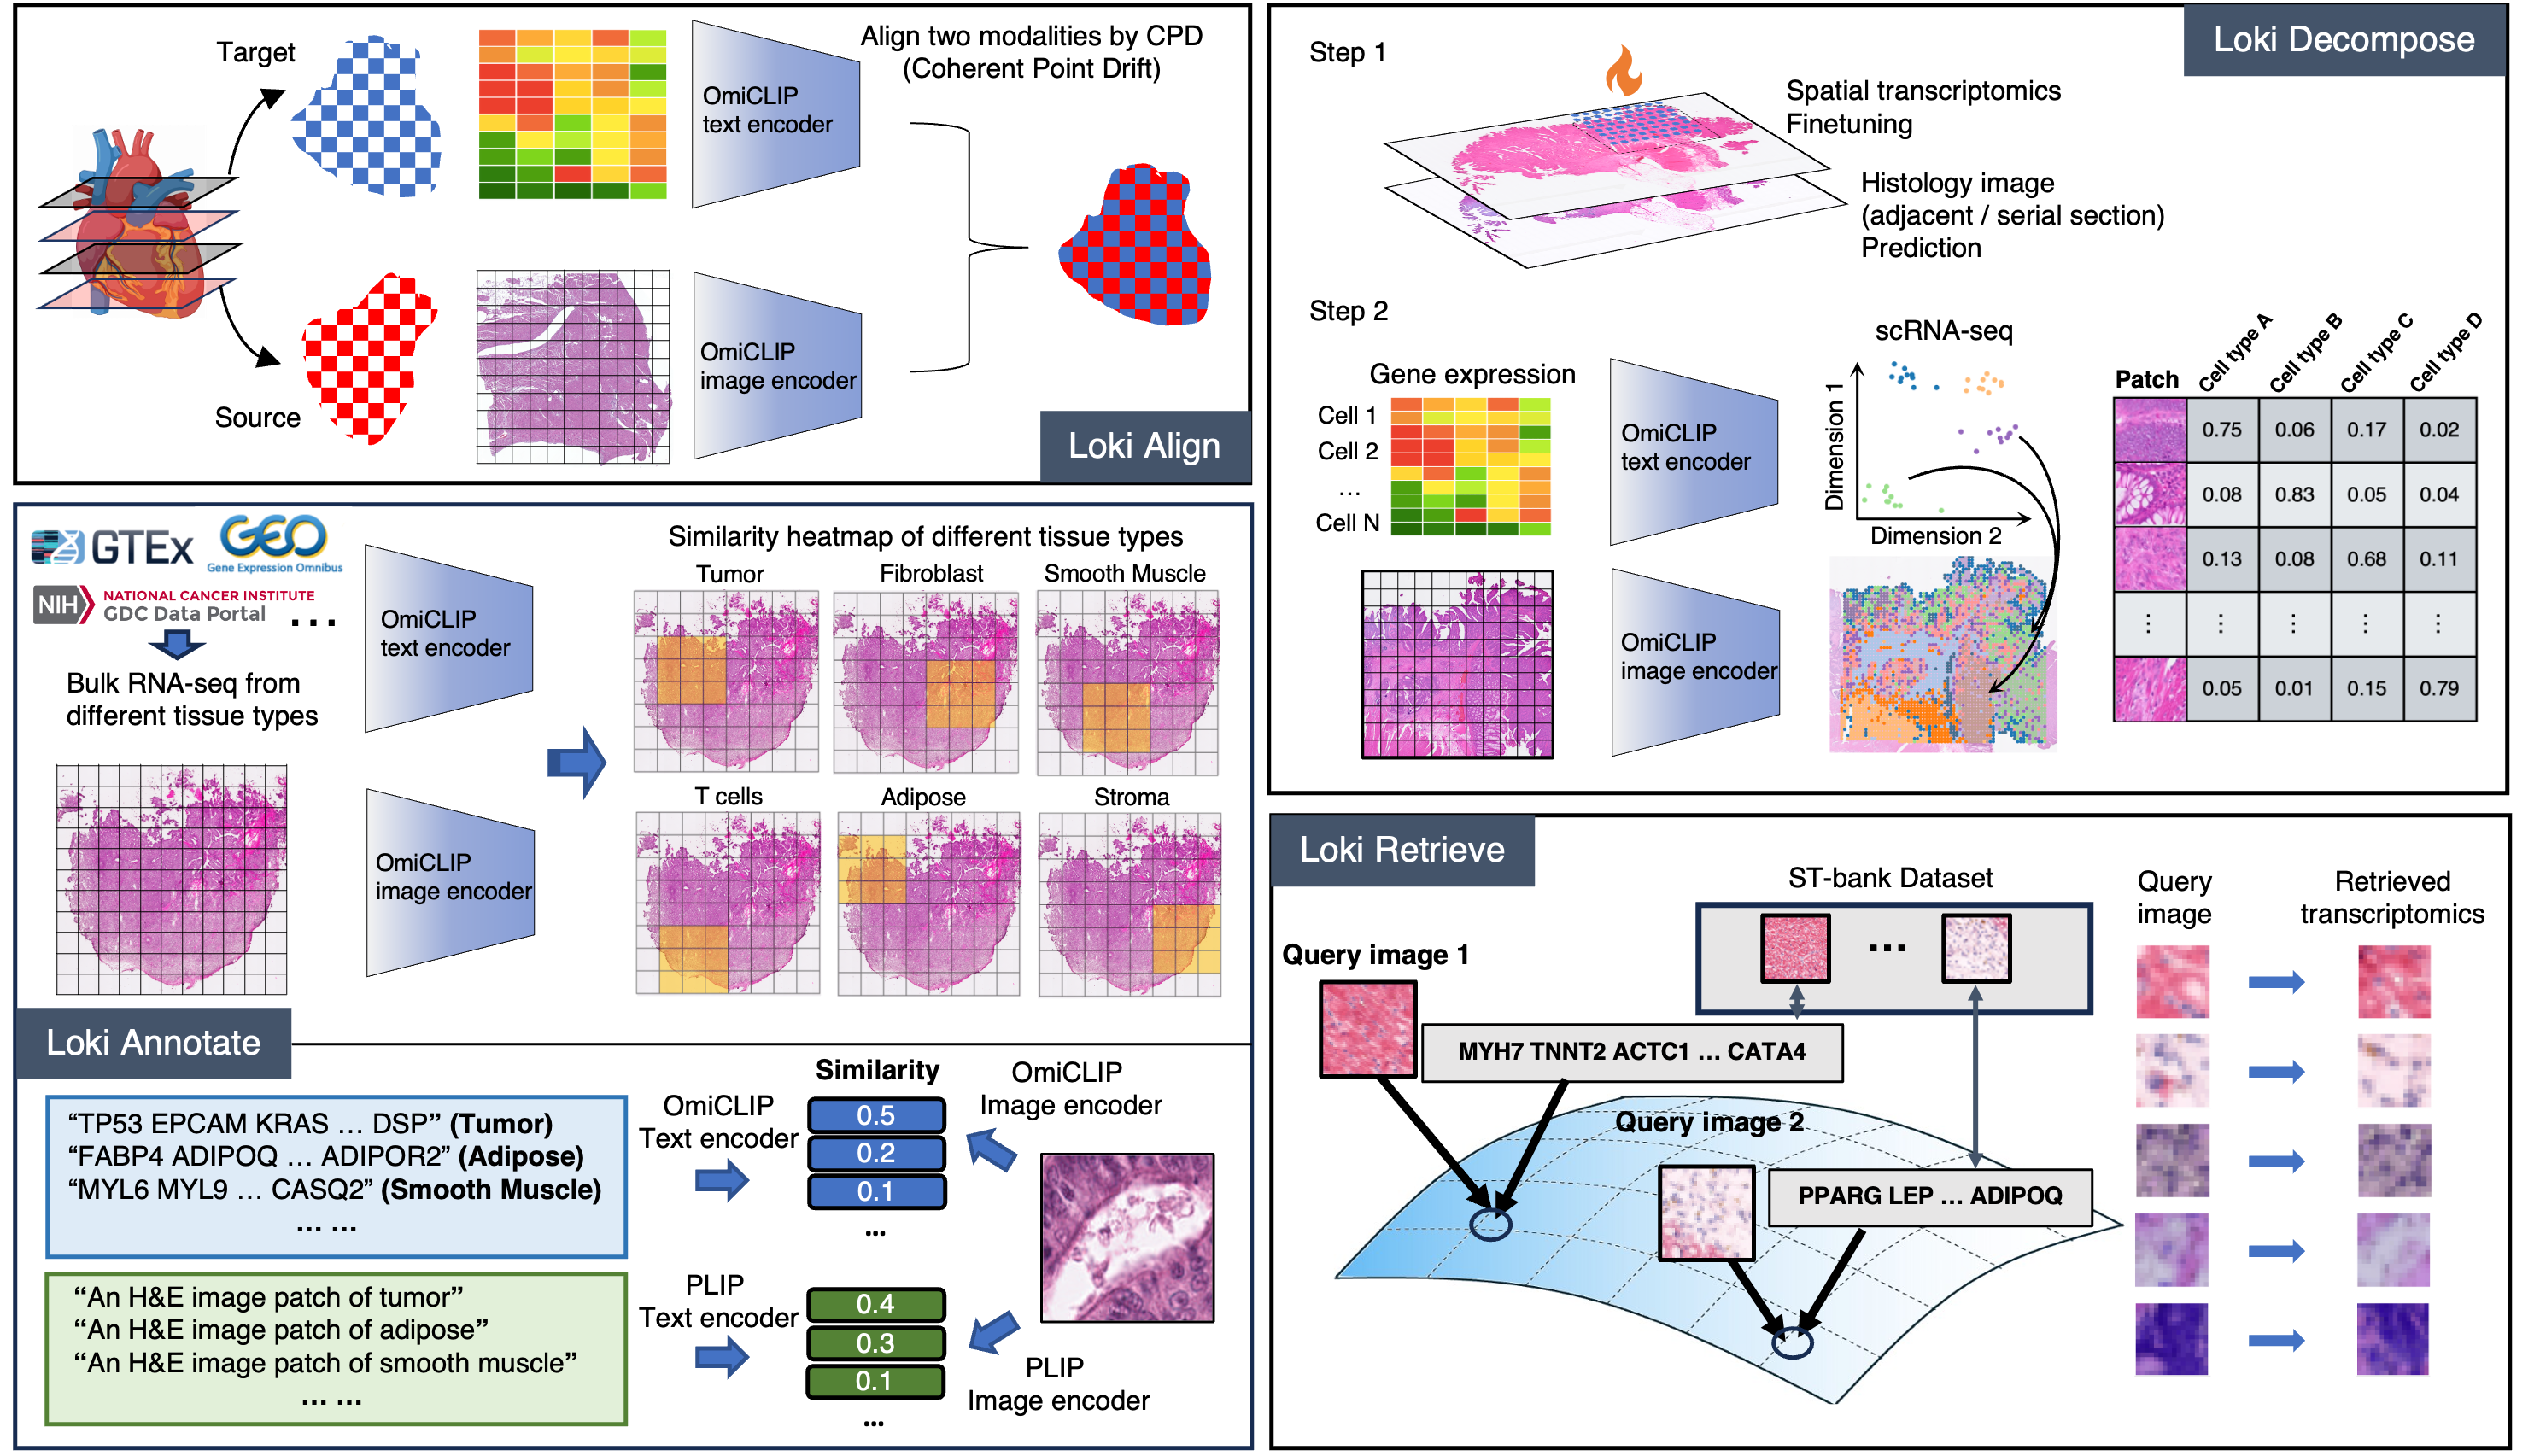 Target
OmiCLIP
text encoder
Align two modalities by CPD
(Coherent Point Drift)
Source
OmiCLIP
image encoder
Loki Align
GTEx
GEO
Gene Expression Omnibus
NIH
NATIONAL CANCER INSTITUTE
GDC Data Portal
...
Bulk RNA-seq from
different tissue types
OmiCLIP
text encoder
OmiCLIP
image encoder
Similarity heatmap of different tissue types
Tumor
Fibroblast
Smooth Muscle
T cells
Adipose
Stroma
Loki Annotate
“TP53 EPCAM KRAS … DSP” (Tumor)
“FABP4 ADIPOQ … ADIPOR2” (Adipose)
“MYL6 MYL9 … CASQ2” (Smooth Muscle)
... ...
“An H&E image patch of tumor”
“An H&E image patch of adipose”
“An H&E image patch of smooth muscle”
... ...
OmiCLIP
Text encoder
Similarity
0.5
0.2
0.1
...
OmiCLIP
Image encoder
PLIP
Text encoder
0.4
0.3
0.1
...
PLIP
Image encoder
Loki Decompose
Step 1
Spatial transcriptomics
Finetuning
Histology image
(adjacent / serial section)
Prediction
Step 2
Gene expression
Cell 1
Cell 2
...
Cell N
OmiCLIP
text encoder
OmiCLIP
image encoder
scRNA-seq
Dimension 1
Dimension 2
Patch Cell type A Cell type B Cell type C Cell type D
0.75 0.06 0.17 0.02
0.08 0.83 0.05 0.04
0.13 0.08 0.68 0.11
⋮ ⋮ ⋮ ⋮ ⋮
0.05 0.01 0.15 0.79
Loki Retrieve
ST-bank Dataset
...
Query image 1
MYH7 TNNT2 ACTC1 … CATA4
Query image 2
PPARG LEP … ADIPOQ
Query
image
Retrieved
transcriptomics